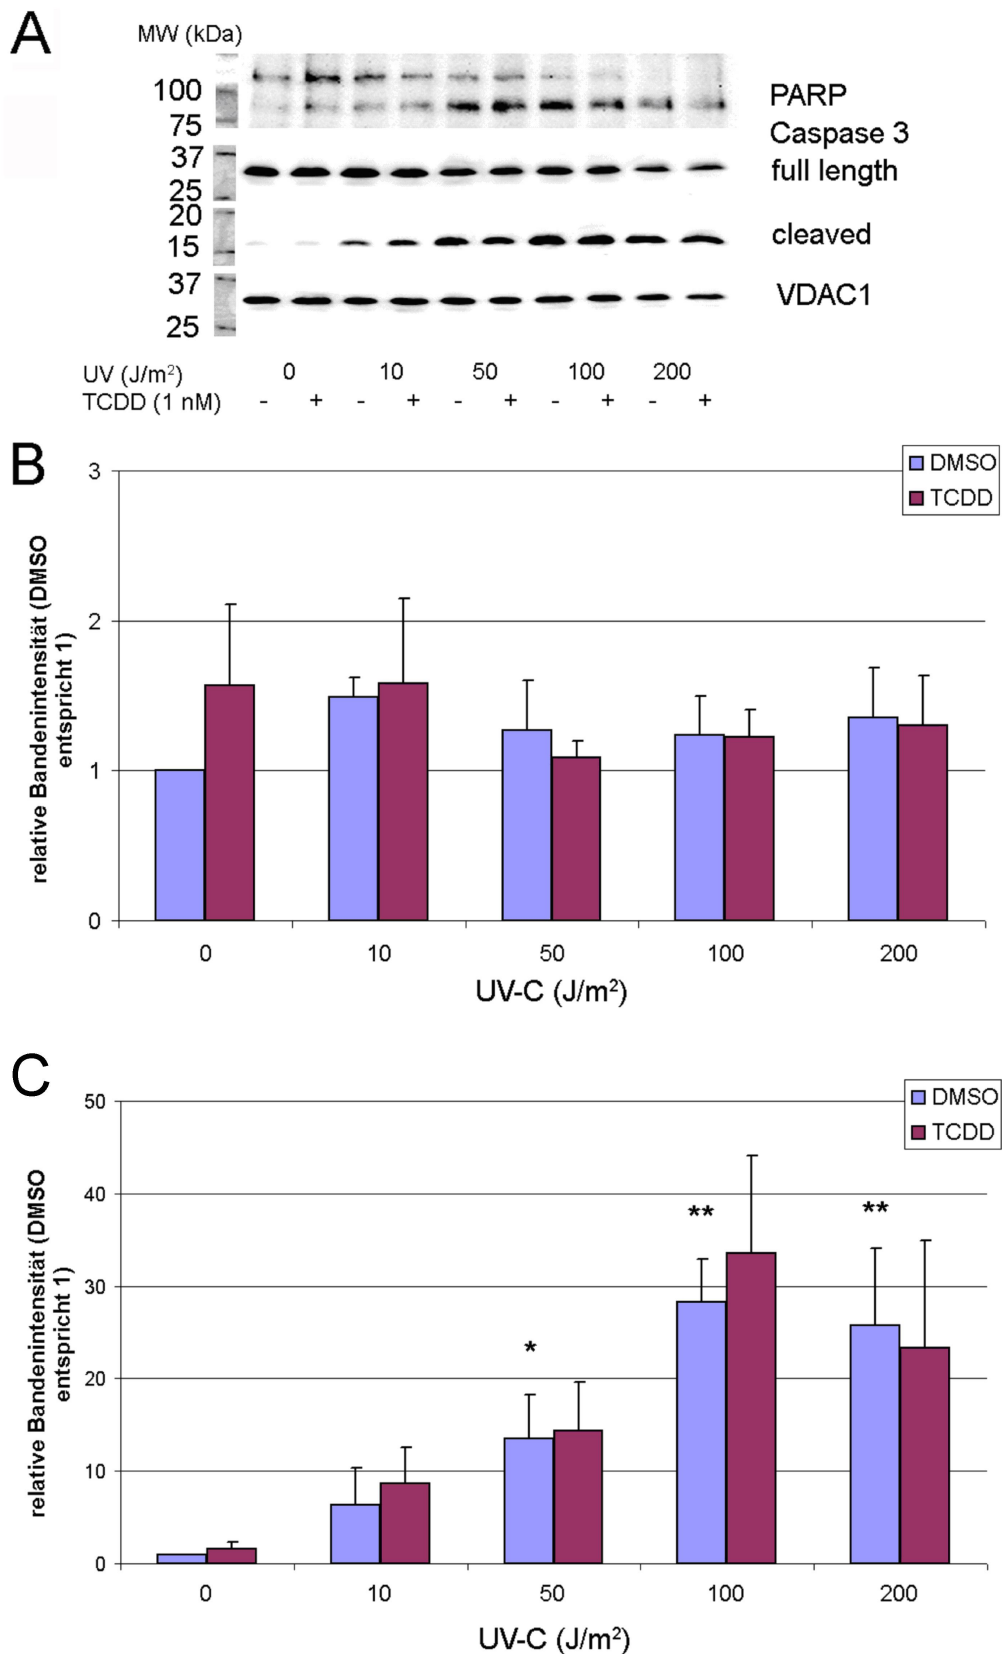 A
MW (kDa)
100
75
37
25
20
15
37
25
PARP
Caspase 3
full length
cleaved
VDAC1
UV (J/m²) 0 10 50 100 200
TCDD (1 nM) - + - + - + - + - +
B
DMSO
TCDD
relative Bandenintensität (DMSO
entspricht 1)
3
2
1
0
0 10 50 100 200
UV-C (J/m²)
C
DMSO
TCDD
relative Bandenintensität (DMSO
entspricht 1)
50
40
30
20
10
0
* ** **
0 10 50 100 200
UV-C (J/m²)